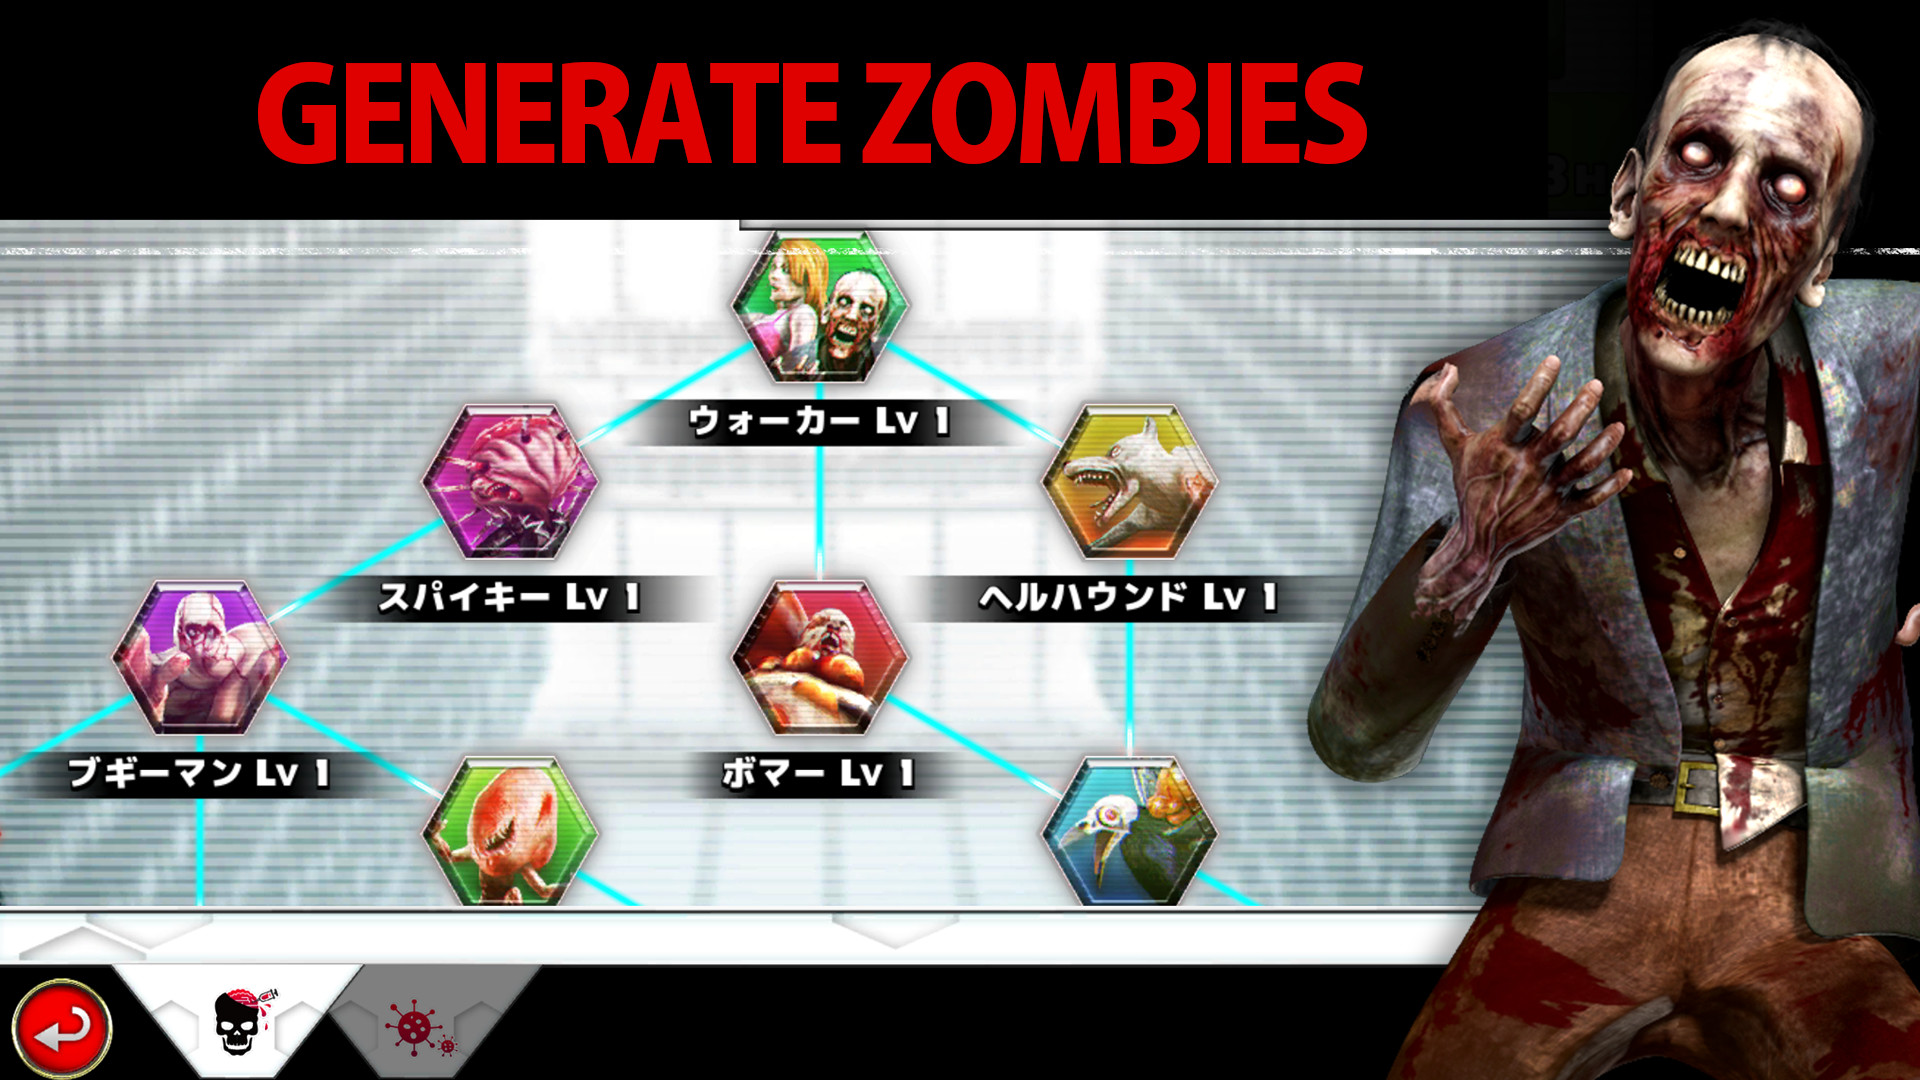 GENERATE ZOMBIES
ウォーカー Lv 1
スパイキー Lv 1
ヘルハウンド Lv 1
ブギーマン Lv 1
ボマー Lv 1